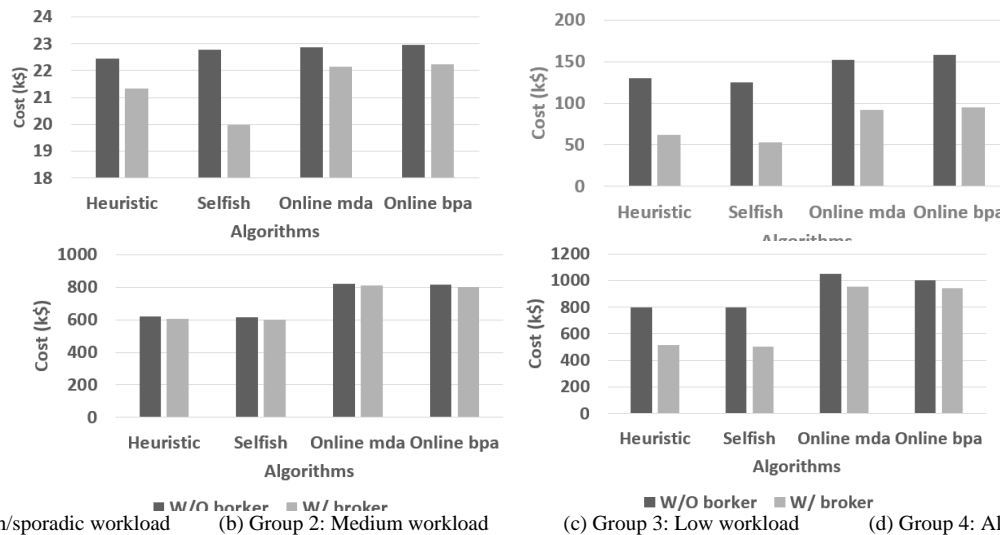 24
23
22
21
20
19
18
Cost (k$)
Heuristic Selfish Online mda Online bpa
Algorithms
200
150
100
50
0
Cost (k$)
Heuristic Selfish Online mda Online bpa
Algorithms
1000
800
600
400
200
0
Cost (k$)
Heuristic Selfish Online mda Online bpa
Algorithms
W/O borker W/ broker
1200
1000
800
600
400
200
0
Cost (k$)
Heuristic Selfish Online mda Online bpa
Algorithms
W/O borker W/ broker
n/sporadic workload (b) Group 2: Medium workload (c) Group 3: Low workload (d) Group 4: Al